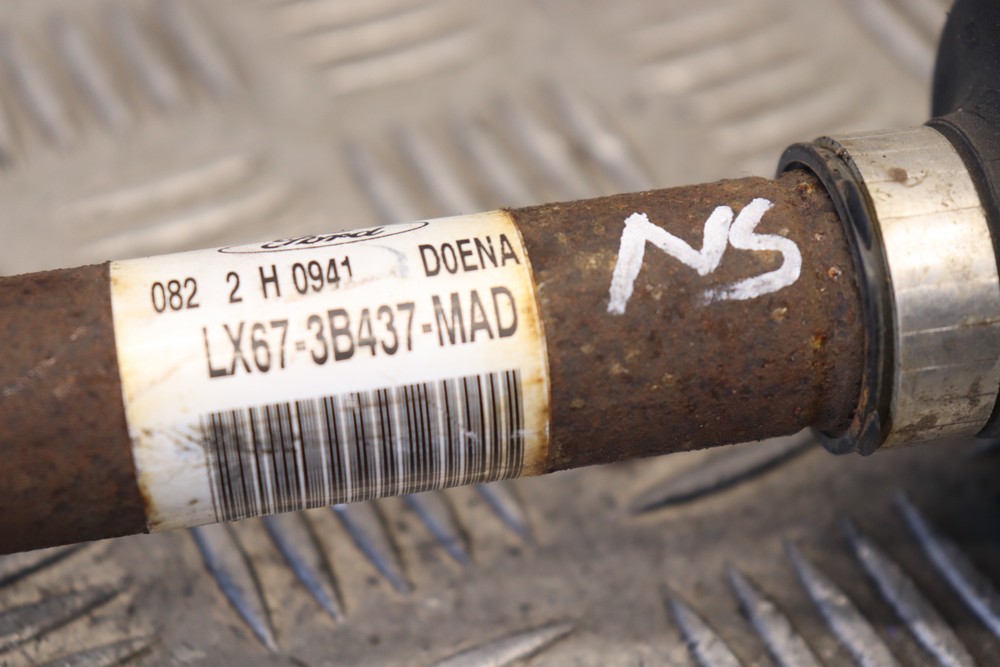 Ford
082 2 H 0941 D0ENA
LX67-3B437-MAD
NS